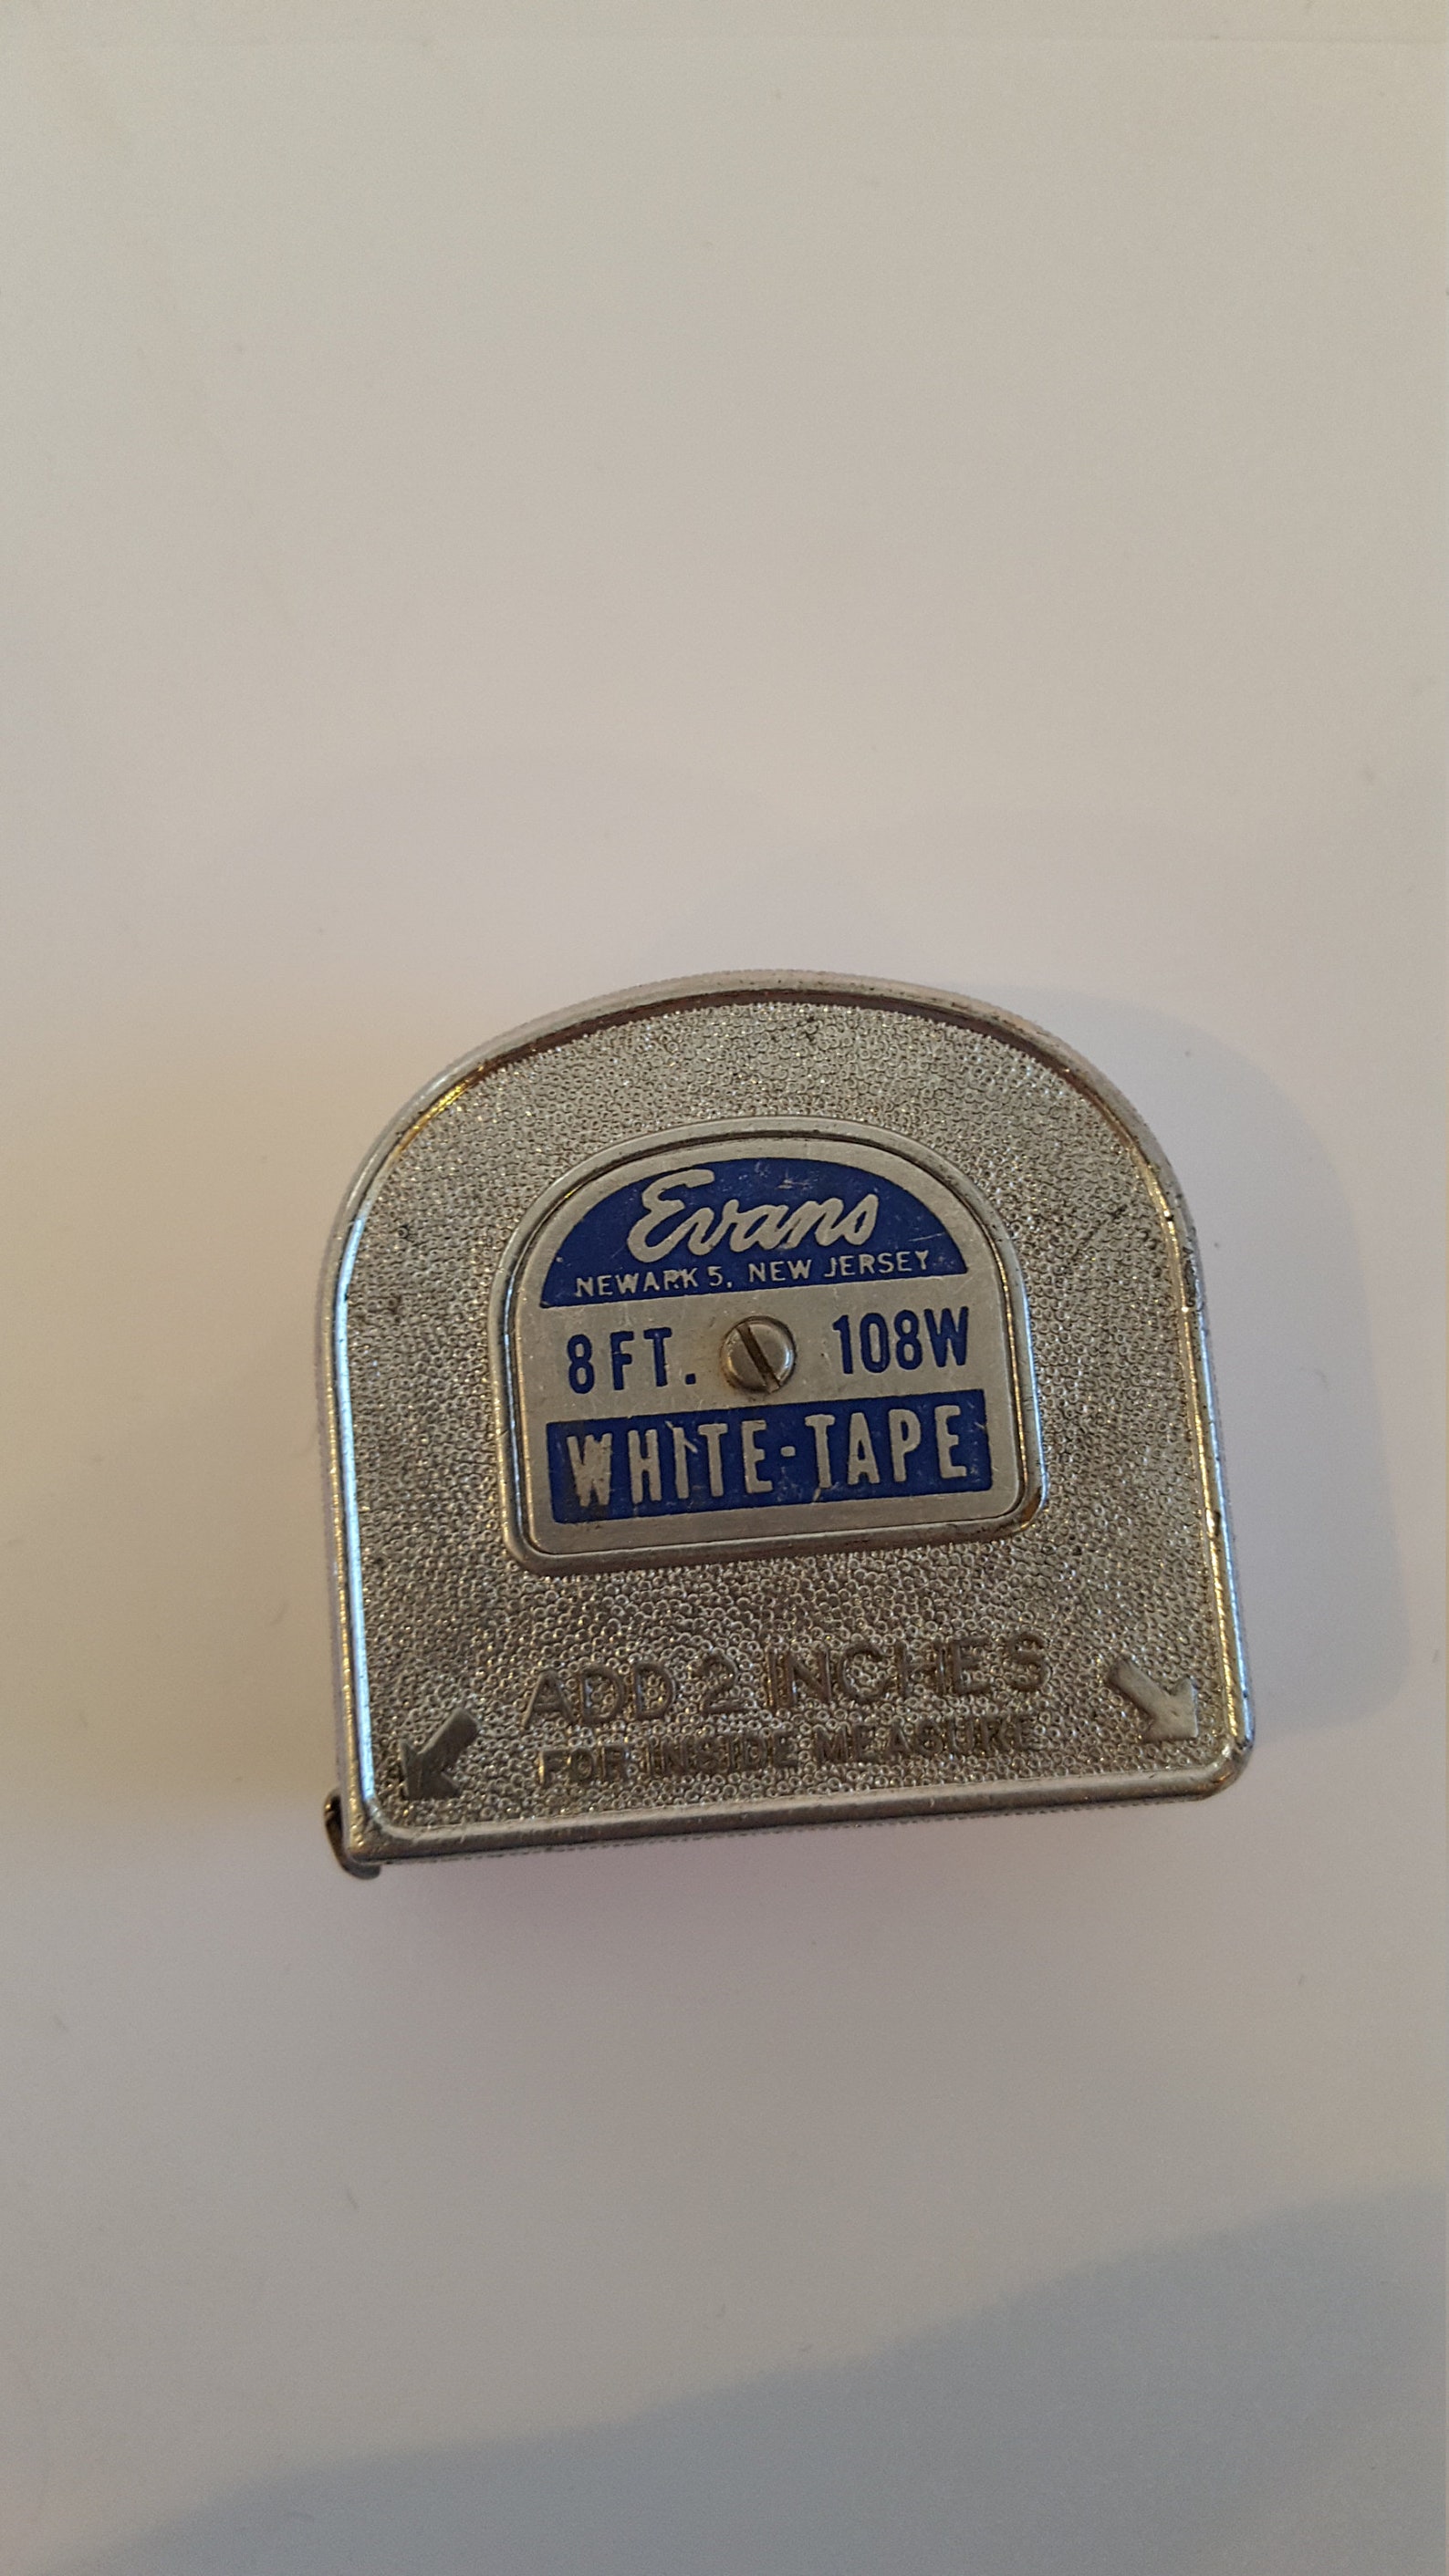 Evans
NEWARK 5, NEW JERSEY
8 FT. 108W
WHITE-TAPE
ADD 2 INCHES
FOR INSIDE MEASURE